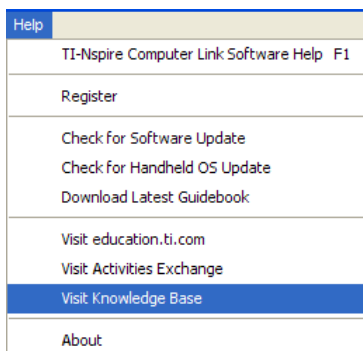 Help
TI-Nspire Computer Link Software Help F1
Register
Check for Software Update
Check for Handheld OS Update
Download Latest Guidebook
Visit education.ti.com
Visit Activities Exchange
Visit Knowledge Base
About